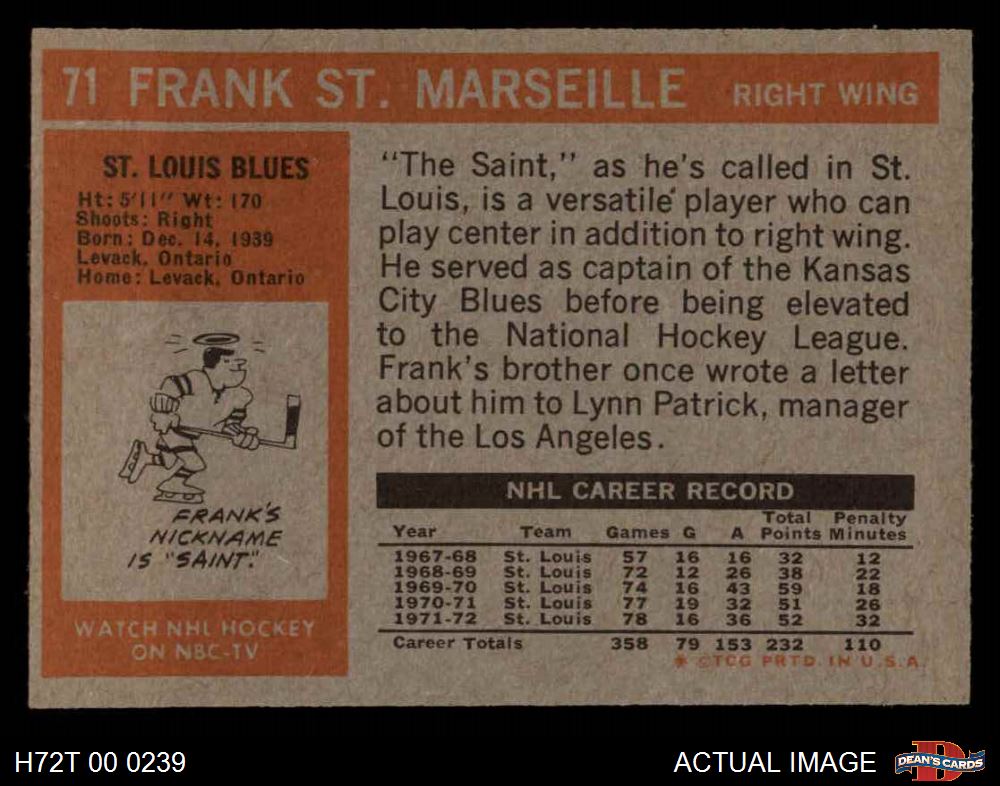 71 FRANK ST. MARSEILLE RIGHT WING
ST. LOUIS BLUES
Ht: 5'11" Wt: 170
Shoots: Right
Born: Dec. 14, 1939
Levack, Ontario
Home: Levack, Ontario
FRANK'S
NICKNAME
IS "SAINT."
WATCH NHL HOCKEY
ON NBC-TV
"The Saint," as he's called in St.
Louis, is a versatile player who can
play center in addition to right wing.
He served as captain of the Kansas
City Blues before being elevated
to the National Hockey League.
Frank's brother once wrote a letter
about him to Lynn Patrick, manager
of the Los Angeles.
NHL CAREER RECORD
Year Team Games G A Total Points Penalty Minutes
1967-68 St. Louis 57 16 16 32 12
1968-69 St. Louis 72 12 26 38 22
1969-70 St. Louis 74 16 43 59 18
1970-71 St. Louis 77 19 32 51 26
1971-72 St. Louis 78 16 36 52 32
Career Totals 358 79 153 232 110
* ©TCG PRTD. IN U.S.A.
H72T 00 0239
ACTUAL IMAGE
DEAN'S CARDS